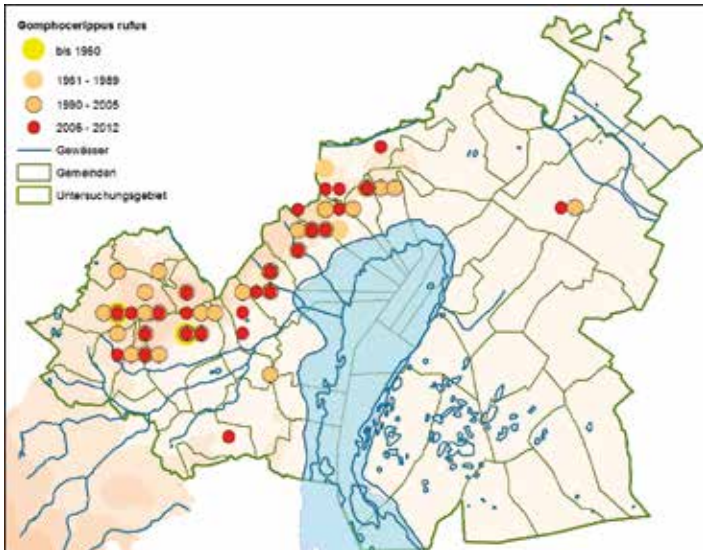 Gomphocerippus rufus
bis 1960
1961 - 1989
1990 - 2005
2006 - 2012
Gewässer
Gemeinden
Untersuchungsgebiet